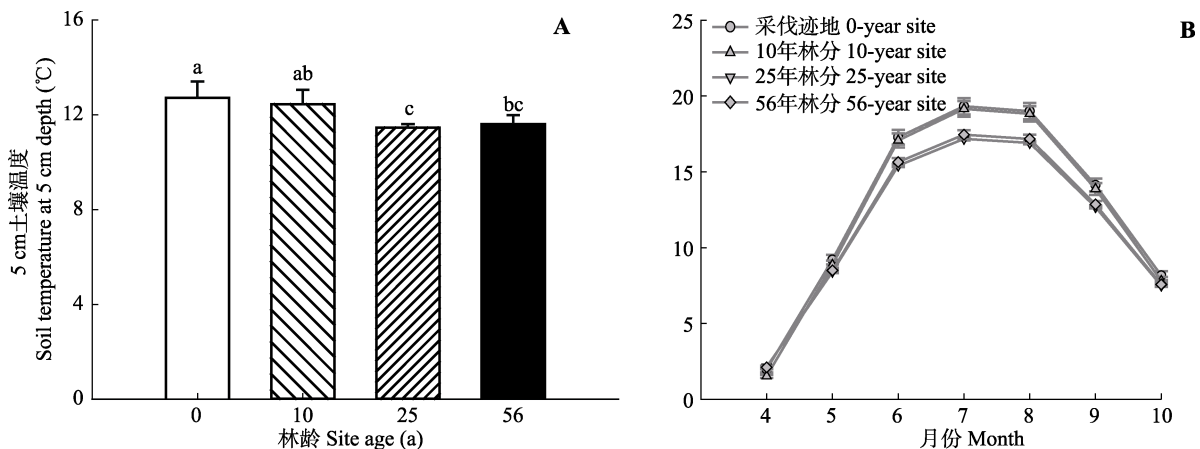 5 cm土壤温度
Soil temperature at 5 cm depth (℃)
16
12
8
4
0
a
ab
c
bc
A
0
10
25
56
林龄 Site age (a)
25
20
15
10
5
0
采伐迹地 0-year site
10年林分 10-year site
25年林分 25-year site
56年林分 56-year site
B
4
5
6
7
8
9
10
月份 Month